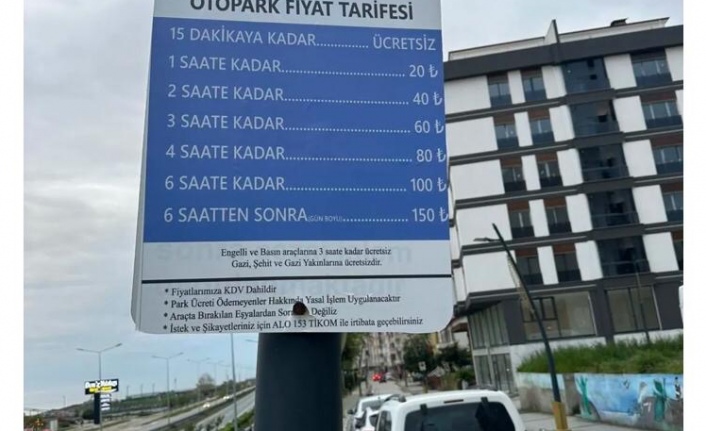 OTOPARK FİYAT TARİFESİ
15 DAKİKAYA KADAR.............. ÜCRETSİZ
1 SAATE KADAR................................ 20 ₺
2 SAATE KADAR................................ 40 ₺
3 SAATE KADAR................................ 60 ₺
4 SAATE KADAR................................ 80 ₺
6 SAATE KADAR.............................. 100 ₺
6 SAATTEN SONRA(GÜN BOYU)................. 150 ₺
Engelli ve Basın araçlarına 3 saate kadar ücretsiz
Gazi, Şehit ve Gazi Yakınlarına ücretsizdir.
* Fiyatlarımıza KDV Dahildir
* Park Ücreti Ödemeyenler Hakkında Yasal İşlem Uygulanacaktır
* Araçta Bırakılan Eşyalardan Değiliz
* İstek ve Şikayetleriniz için ALO 153 TİKOM ile irtibata geçebilirsiniz